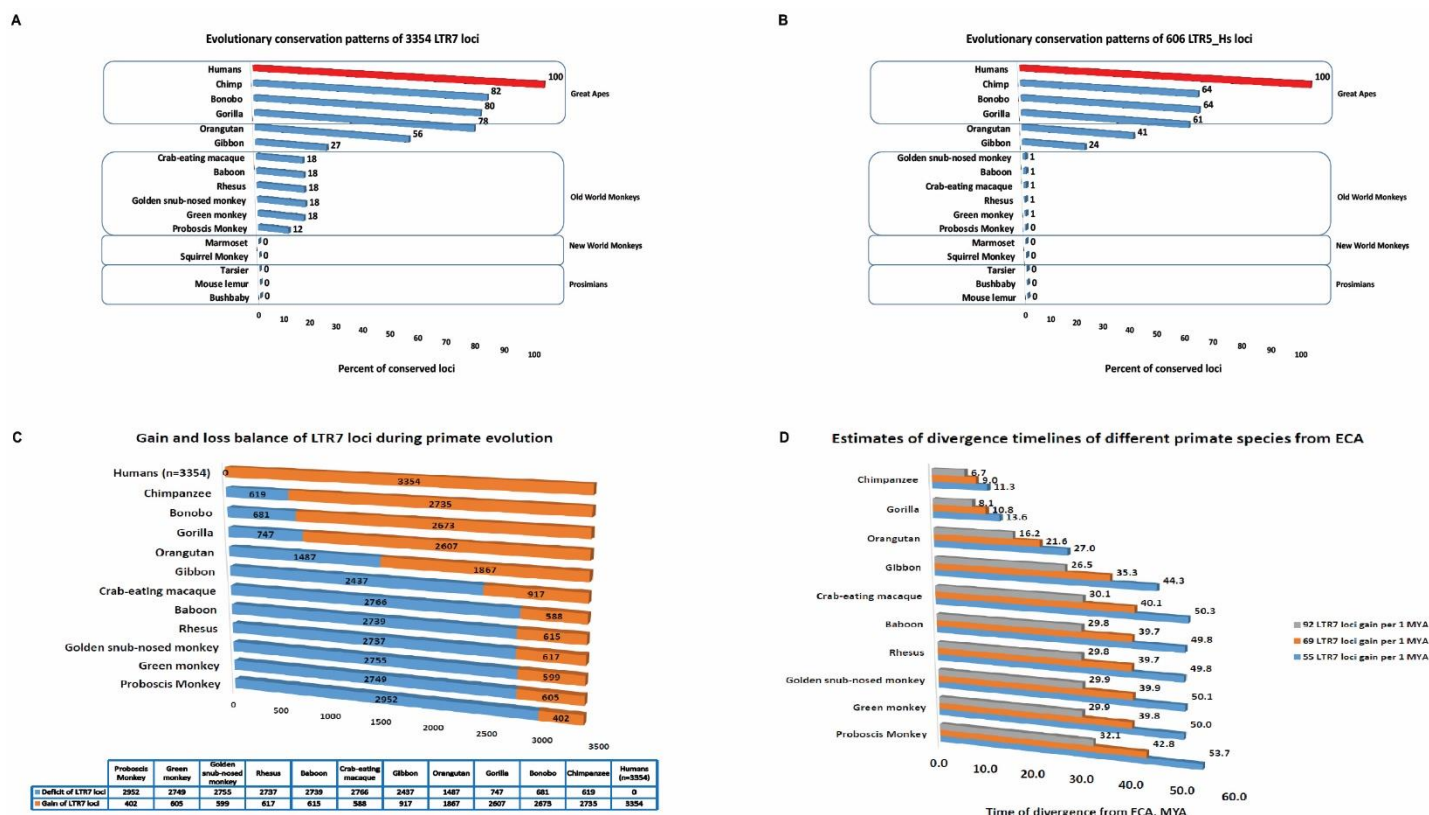 A
Evolutionary conservation patterns of 3354 LTR7 loci
Humans 100
Chimp 82
Bonobo 80
Gorilla 78
Orangutan 56
Gibbon 27
Crab-eating macaque 18
Baboon 18
Rhesus 18
Golden snub-nosed monkey 18
Green monkey 18
Proboscis Monkey 12
Marmoset 0
Squirrel Monkey 0
Tarsier 0
Mouse lemur 0
Bushbaby 0
Great Apes
Old World Monkeys
New World Monkeys
Prosimians
0 10 20 30 40 50 60 70 80 90 100
Percent of conserved loci
B
Evolutionary conservation patterns of 606 LTR5_Hs loci
Humans 100
Chimp 64
Bonobo 64
Gorilla 61
Orangutan 41
Gibbon 24
Golden snub-nosed monkey 1
Baboon 1
Crab-eating macaque 1
Rhesus 1
Green monkey 1
Proboscis Monkey 0
Marmoset 0
Squirrel Monkey 0
Tarsier 0
Bushbaby 0
Mouse lemur 0
Great Apes
Old World Monkeys
New World Monkeys
Prosimians
0 10 20 30 40 50 60 70 80 90 100
Percent of conserved loci
C
Gain and loss balance of LTR7 loci during primate evolution
Humans (n=3354) 0 3354
Chimpanzee 619 2735
Bonobo 681 2673
Gorilla 747 2607
Orangutan 1487 1867
Gibbon 2437 917
Crab-eating macaque 2766 588
Baboon 2739 615
Rhesus 2737 617
Golden snub-nosed monkey 2755 599
Green monkey 2749 605
Proboscis Monkey 2952 402
0 500 1000 1500 2000 2500 3000 3500
Proboscis Monkey Green monkey Golden snub-nosed monkey Rhesus Baboon Crab-eating macaque Gibbon Orangutan Gorilla Bonobo Chimpanzee Humans (n=3354)
Deficit of LTR7 loci 2952 2749 2755 2737 2739 2766 2437 1487 747 681 619 0
Gain of LTR7 loci 402 605 599 617 615 588 917 1867 2607 2673 2735 3354
D
Estimates of divergence timelines of different primate species from ECA
Chimpanzee 6.7 9.0 11.3
Gorilla 8.1 10.8 13.6
Orangutan 16.2 21.6 27.0
Gibbon 26.5 35.3 44.3
Crab-eating macaque 30.1 40.1 50.3
Baboon 29.8 39.7 49.8
Rhesus 29.8 39.7 49.8
Golden snub-nosed monkey 29.9 39.9 50.1
Green monkey 29.9 39.8 50.0
Proboscis Monkey 32.1 42.8 53.7
0.0 10.0 20.0 30.0 40.0 50.0 60.0
Time of divergence from ECA, MYA
92 LTR7 loci gain per 1 MYA
69 LTR7 loci gain per 1 MYA
55 LTR7 loci gain per 1 MYA